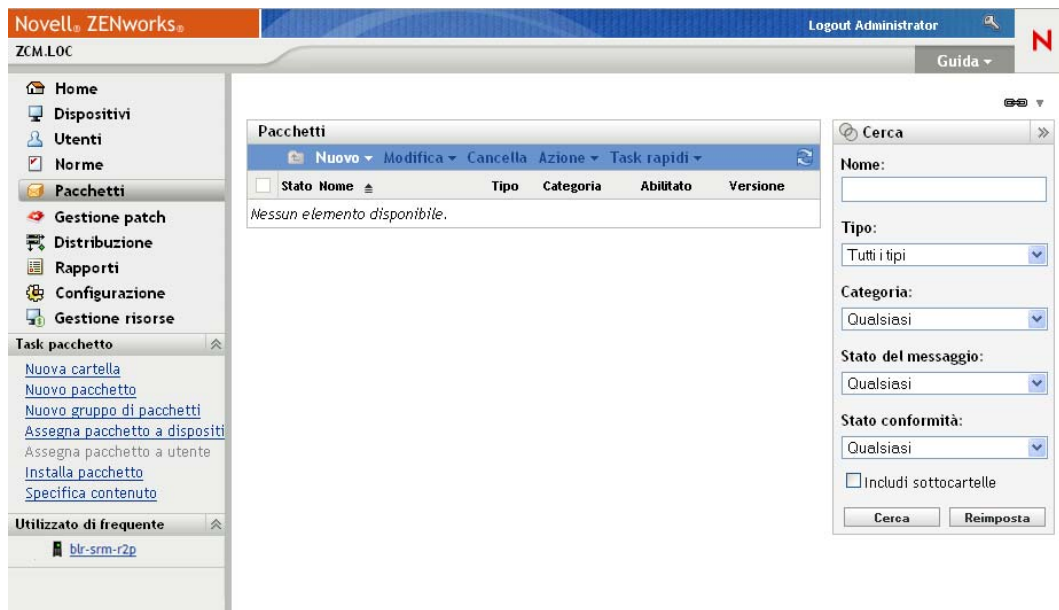 Novell® ZENworks®
Logout Administrator
N
ZCM.LOC
Guida
Home
Dispositivi
Utenti
Norme
Pacchetti
Gestione patch
Distribuzione
Rapporti
Configurazione
Gestione risorse
Task pacchetto
Nuova cartella
Nuovo pacchetto
Nuovo gruppo di pacchetti
Assegna pacchetto a dispositi
Assegna pacchetto a utente
Installa pacchetto
Specifica contenuto
Utilizzato di frequente
blr-srm-r2p
Pacchetti
Nuovo Modifica Cancella Azione Task rapidi
Stato Nome Tipo Categoria Abilitato Versione
Nessun elemento disponibile.
Cerca
Nome:
Tipo:
Tutti i tipi
Categoria:
Qualsiasi
Stato del messaggio:
Qualsiasi
Stato conformità:
Qualsiasi
Includi sottocartelle
Cerca Reimposta